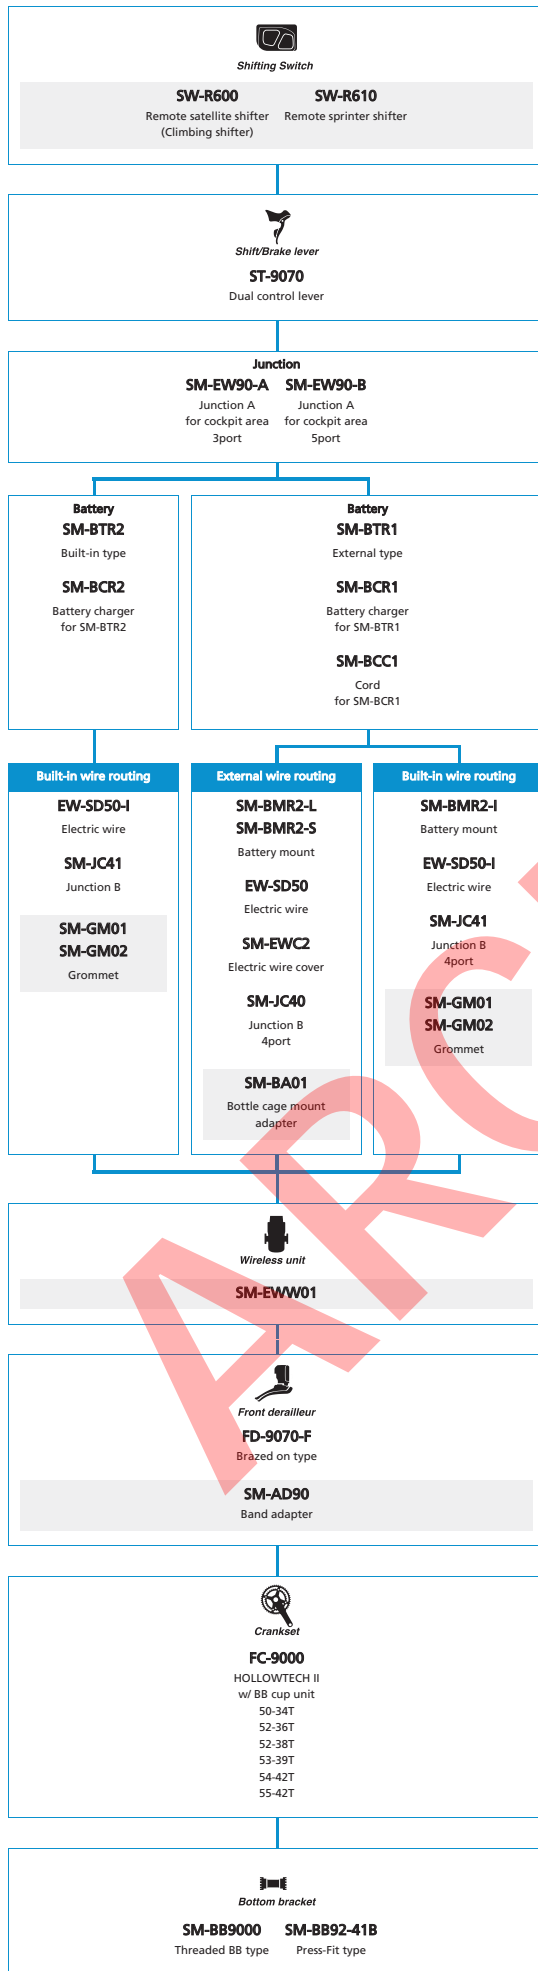 Shifting Switch
SW-R600
Remote satellite shifter
(Climbing shifter)
SW-R610
Remote sprinter shifter
Shift/Brake lever
ST-9070
Dual control lever
Junction
SM-EW90-A
Junction A
for cockpit area
3port
SM-EW90-B
Junction A
for cockpit area
5port
Battery
SM-BTR2
Built-in type
SM-BCR2
Battery charger
for SM-BTR2
Battery
SM-BTR1
External type
SM-BCR1
Battery charger
for SM-BTR1
SM-BCC1
Cord
for SM-BCR1
Built-in wire routing
EW-SD50-I
Electric wire
SM-JC41
Junction B
SM-GM01
SM-GM02
Grommet
External wire routing
SM-BMR2-L
SM-BMR2-S
Battery mount
EW-SD50
Electric wire
SM-EWC2
Electric wire cover
SM-JC40
Junction B
4port
SM-BA01
Bottle cage mount
adapter
Built-in wire routing
SM-BMR2-I
Battery mount
EW-SD50-I
Electric wire
SM-JC41
Junction B
4port
SM-GM01
SM-GM02
Grommet
Wireless unit
SM-EWW01
Front derailleur
FD-9070-F
Brazed on type
SM-AD90
Band adapter
Crankset
FC-9000
HOLLOWTECH II
w/ BB cup unit
50-34T
52-36T
52-38T
53-39T
54-42T
55-42T
Bottom bracket
SM-BB9000
Threaded BB type
SM-BB92-41B
Press-Fit type